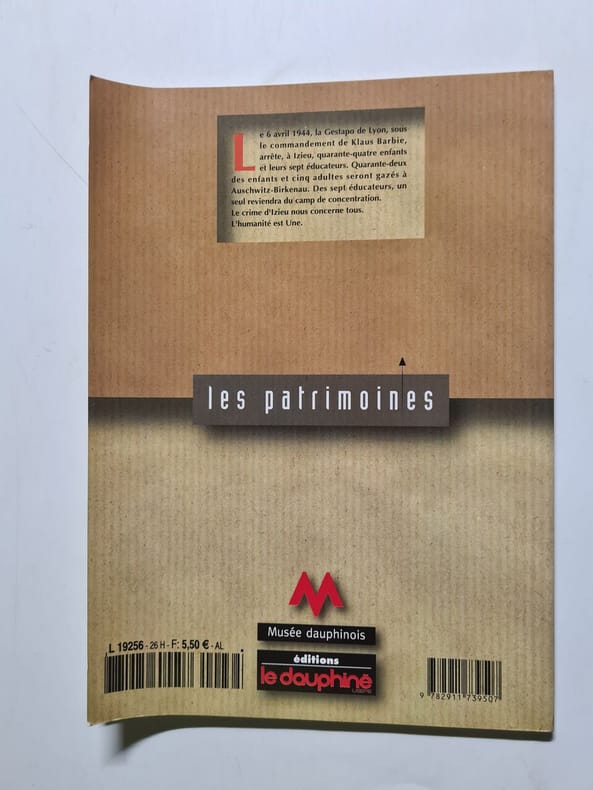 Le 6 avril 1944, la Gestapo de Lyon, sous
le commandement de Klaus Barbie,
arrête, à Izieu, quarante-quatre enfants
et leurs sept éducateurs. Quarante-deux
des enfants et cinq adultes seront gazés à
Auschwitz-Birkenau. Des sept éducateurs, un
seul reviendra du camp de concentration.
Le crime d'Izieu nous concerne tous.
L'humanité est Une.
les patrimoines
M
Musée dauphinois
éditions
le dauphiné
LIBÉRÉ
L 19256 - 26 H - F: 5,50 € - AL
9 782911 739507